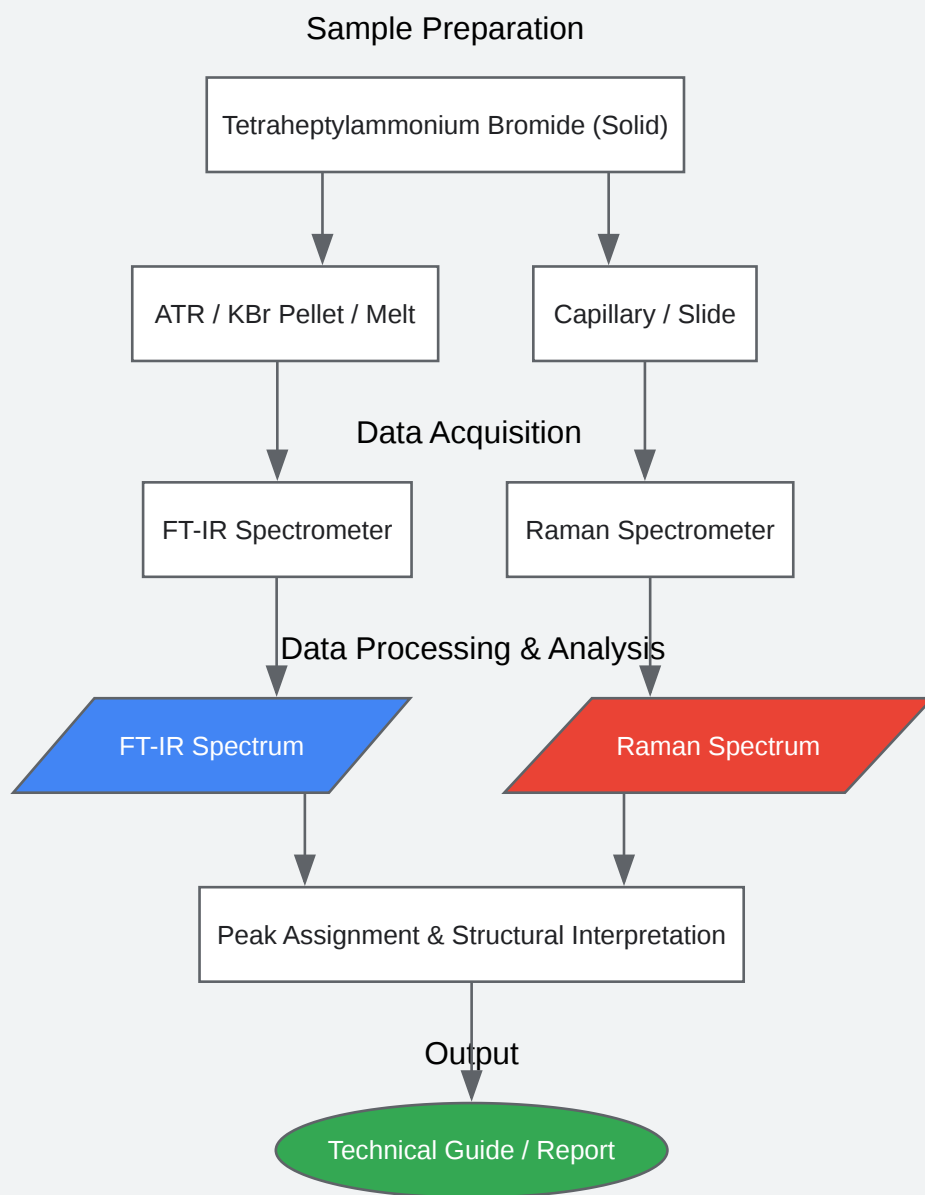 Sample Preparation
Tetraheptylammonium Bromide (Solid)
ATR / KBr Pellet / Melt
Capillary / Slide
Data Acquisition
FT-IR Spectrometer
Raman Spectrometer
Data Processing & Analysis
FT-IR Spectrum
Raman Spectrum
Peak Assignment & Structural Interpretation
Output
Technical Guide / Report